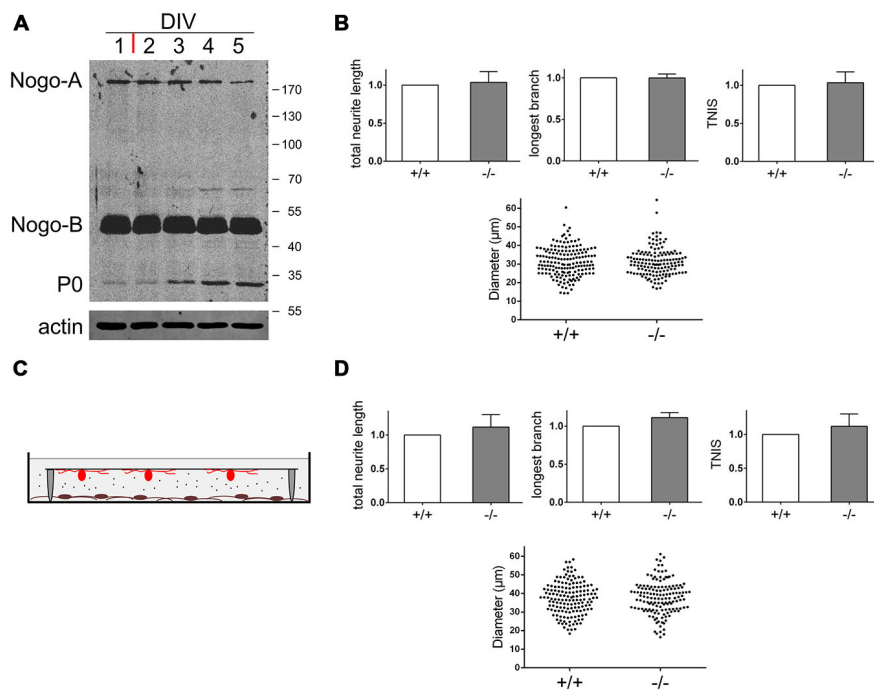 A
DIV
1 2 3 4 5
Nogo-A
Nogo-B
P0
actin
170
130
100
70
55
40
35
55
B
total neurite length
1.0
0.5
0.0
+/+ -/-
longest branch
1.0
0.5
0.0
+/+ -/-
TNIS
1.0
0.5
0.0
+/+ -/-
Diameter (µm)
60
50
40
30
20
10
0
+/+ -/-
C
D
total neurite length
1.0
0.5
0.0
+/+ -/-
longest branch
1.0
0.5
0.0
+/+ -/-
TNIS
1.0
0.5
0.0
+/+ -/-
Diameter (µm)
60
50
40
30
20
10
0
+/+ -/-